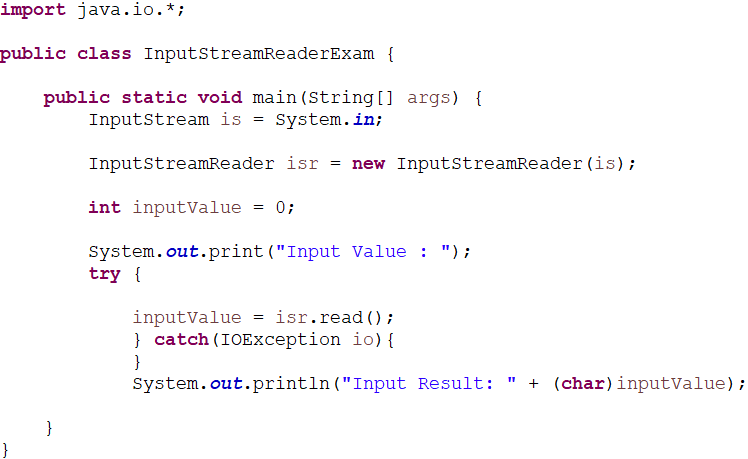 import java.io.*;
public class InputStreamReaderExam {
public static void main(String[] args) {
InputStream is = System.in;
InputStreamReader isr = new InputStreamReader(is);
int inputValue = 0;
System.out.print("Input Value : ");
try {
inputValue = isr.read();
} catch(IOException io){
}
System.out.println("Input Result: " + (char)inputValue);
}
}